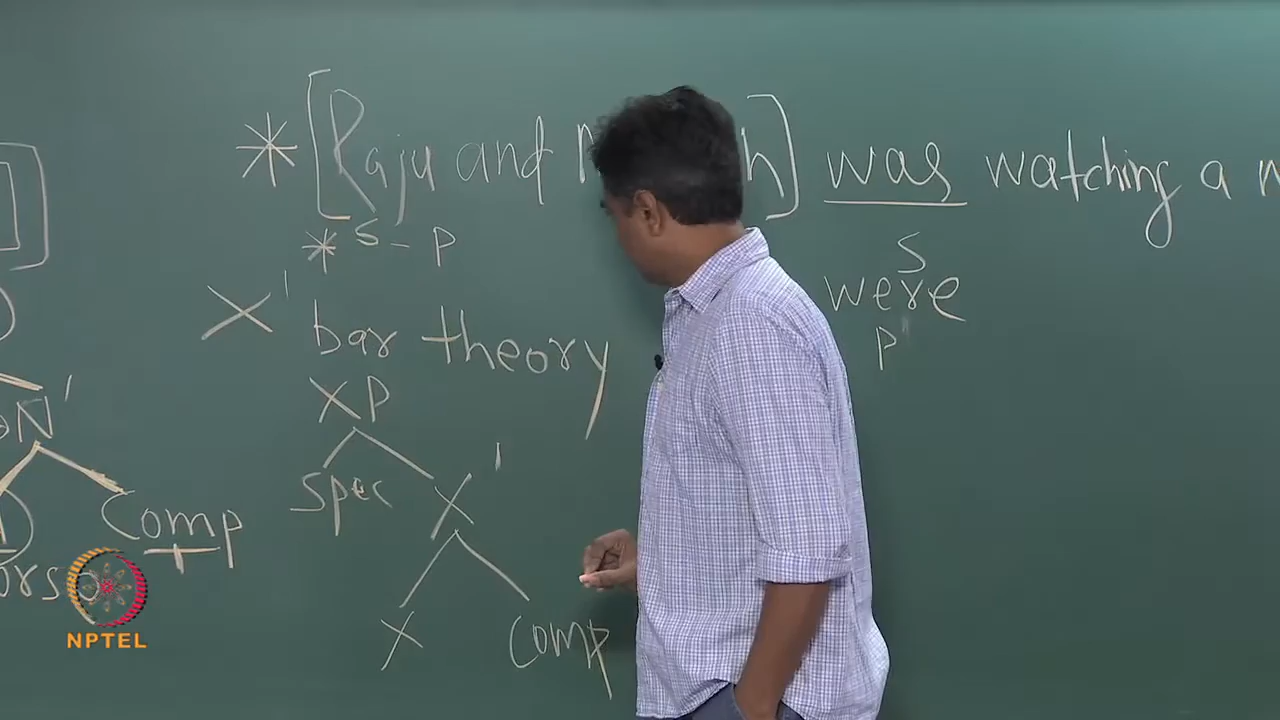 * [Raju and was watching a
* S - P
S
X' bar theory were
P
XP
N'
Spec X'
Comp
X Comp
NPTEL